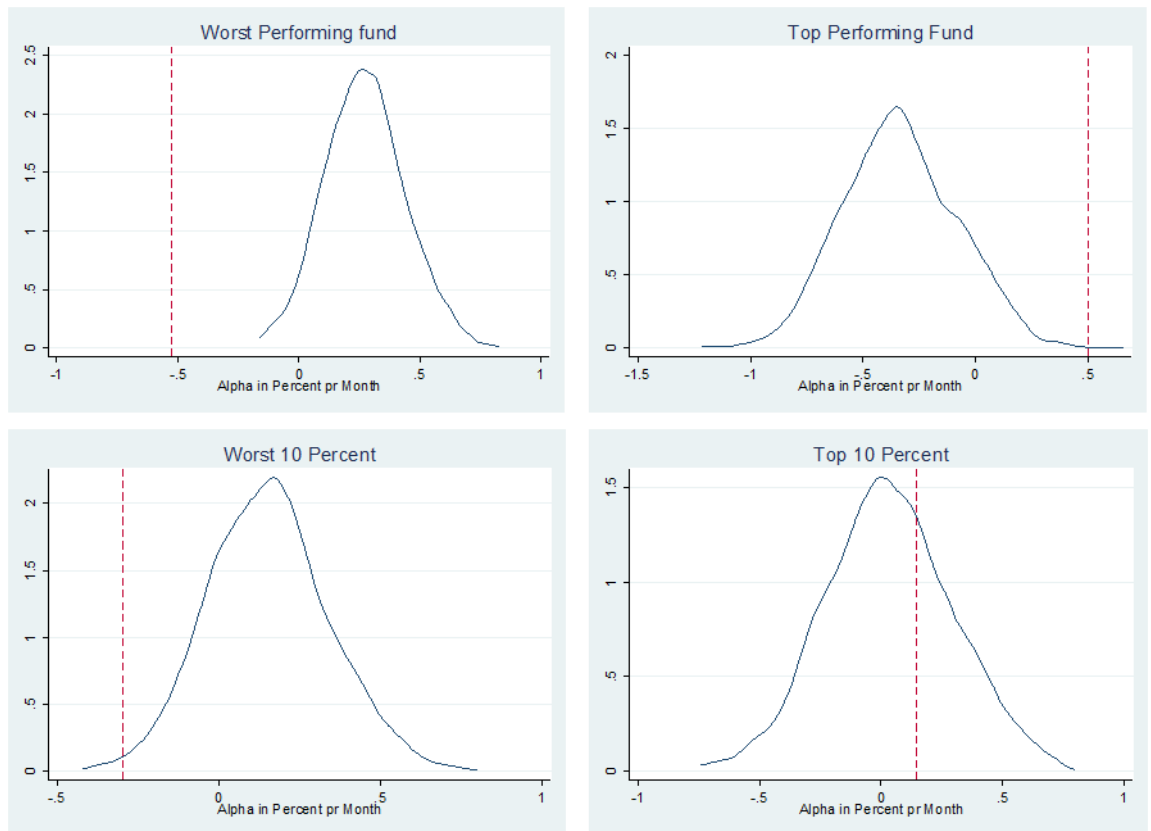 Worst Performing fund
2.5
2
1.5
1
.5
0
-1 -.5 0 .5 1
Alpha in Percent pr Month
Top Performing Fund
2
1.5
1
.5
0
-1.5 -1 -.5 0 .5
Alpha in Percent pr Month
Worst 10 Percent
2
1.5
1
.5
0
-.5 0 .5 1
Alpha in Percent pr Month
Top 10 Percent
1.5
1
.5
0
-1 -.5 0 .5 1
Alpha in Percent pr Month